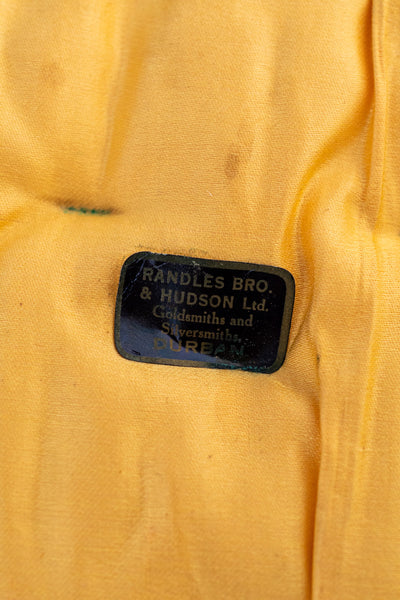 RANDLES BRO.
& HUDSON Ltd.
Goldsmiths and
Silversmiths,
DURBAN